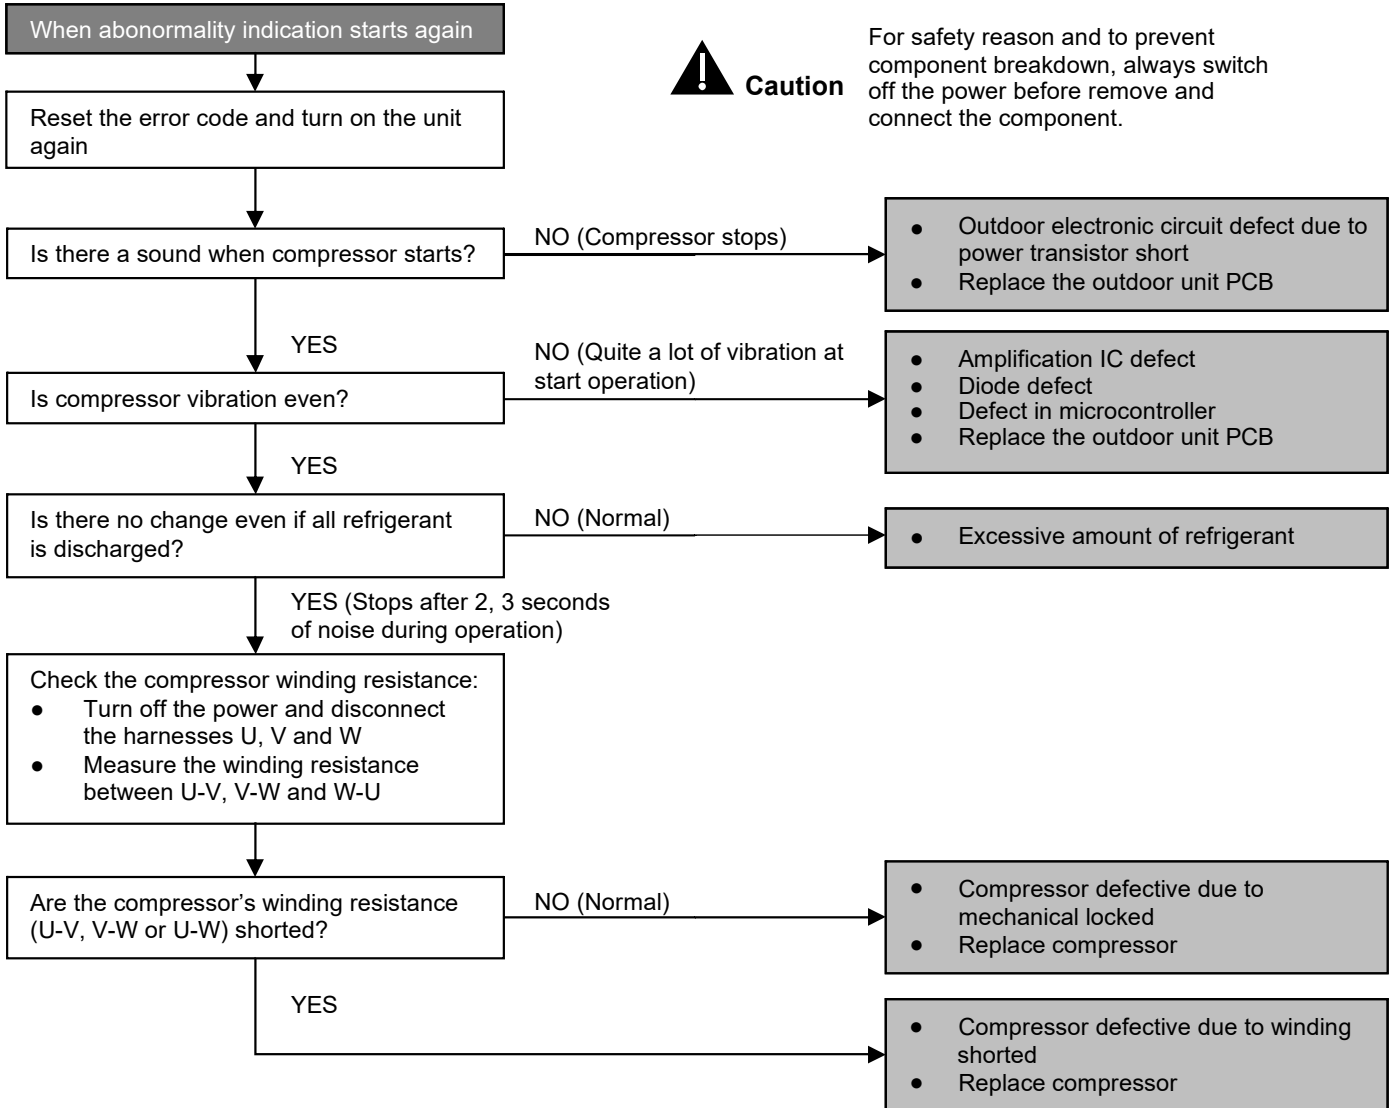 When abonormality indication starts again
Caution
For safety reason and to prevent
component breakdown, always switch
off the power before remove and
connect the component.
Reset the error code and turn on the unit
again
Is there a sound when compressor starts?
NO (Compressor stops)
● Outdoor electronic circuit defect due to
power transistor short
● Replace the outdoor unit PCB
YES
Is compressor vibration even?
NO (Quite a lot of vibration at
start operation)
● Amplification IC defect
● Diode defect
● Defect in microcontroller
● Replace the outdoor unit PCB
YES
Is there no change even if all refrigerant
is discharged?
NO (Normal)
● Excessive amount of refrigerant
YES (Stops after 2, 3 seconds
of noise during operation)
Check the compressor winding resistance:
● Turn off the power and disconnect
the harnesses U, V and W
● Measure the winding resistance
between U-V, V-W and W-U
Are the compressor’s winding resistance
(U-V, V-W or U-W) shorted?
NO (Normal)
● Compressor defective due to
mechanical locked
● Replace compressor
YES
● Compressor defective due to winding
shorted
● Replace compressor